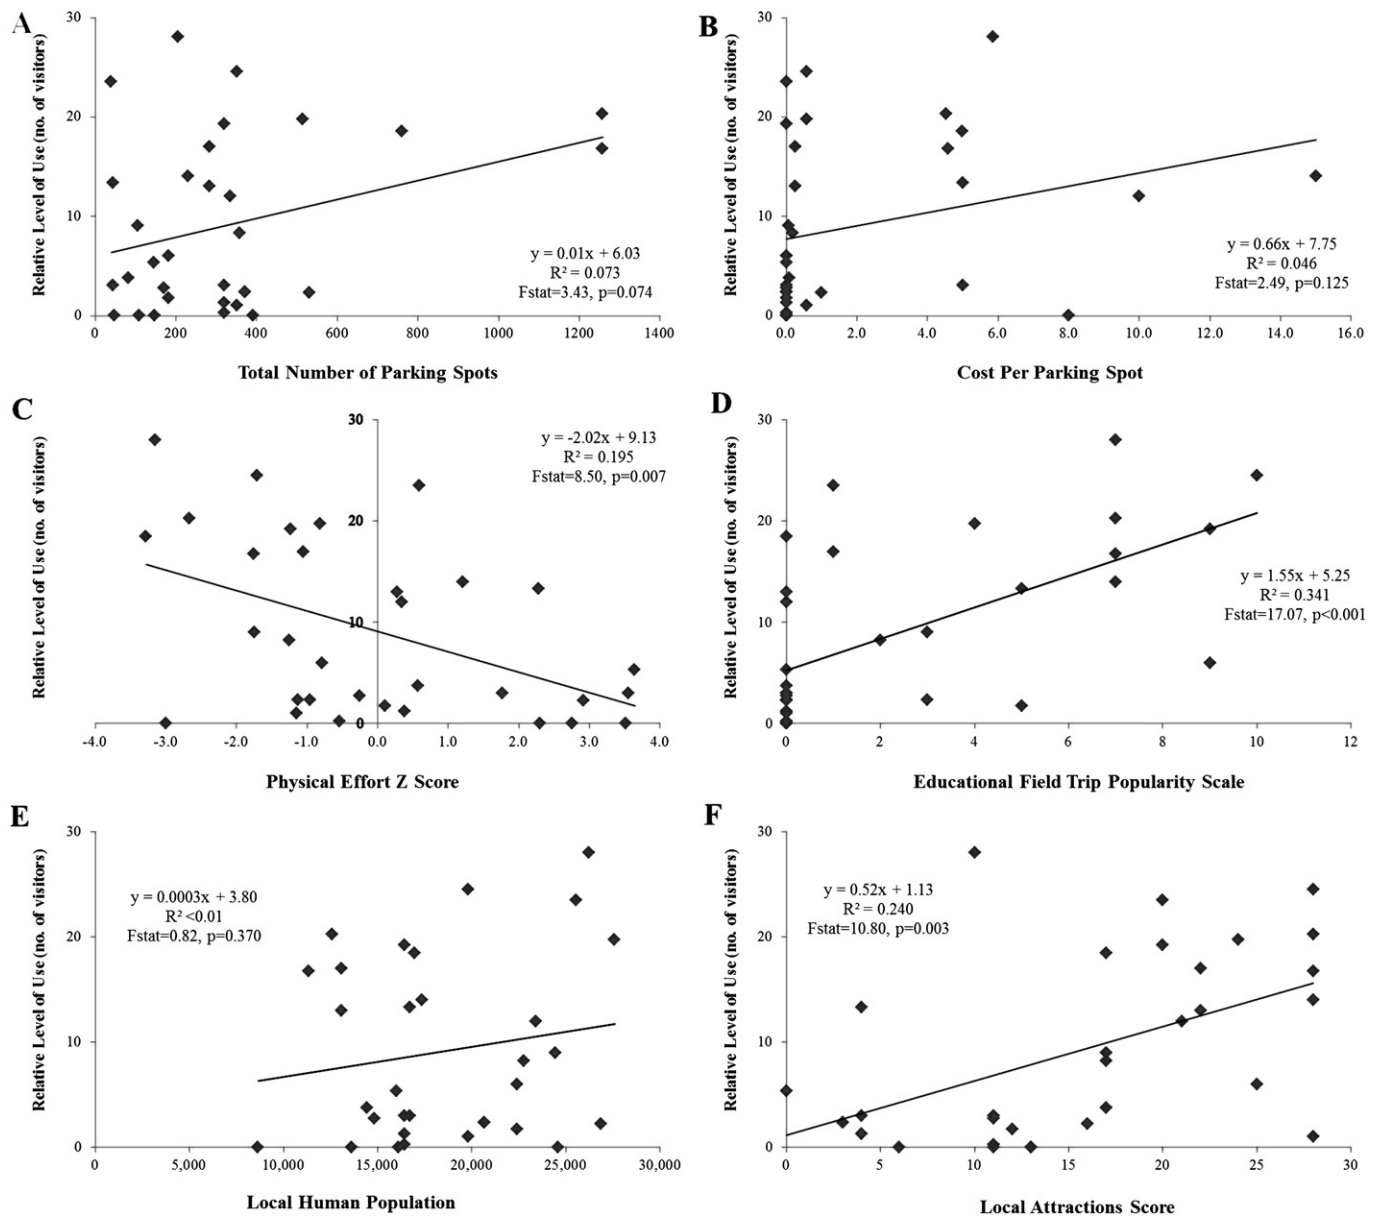 A
Relative Level of Use (no. of visitors)
30
20
10
0
y = 0.01x + 6.03
R² = 0.073
Fstat=3.43, p=0.074
0 200 400 600 800 1000 1200 1400
Total Number of Parking Spots
B
Relative Level of Use (no. of visitors)
30
20
10
0
y = 0.66x + 7.75
R² = 0.046
Fstat=2.49, p=0.125
0.0 2.0 4.0 6.0 8.0 10.0 12.0 14.0 16.0
Cost Per Parking Spot
C
Relative Level of Use (no. of visitors)
30
20
10
0
y = -2.02x + 9.13
R² = 0.195
Fstat=8.50, p=0.007
-4.0 -3.0 -2.0 -1.0 0.0 1.0 2.0 3.0 4.0
Physical Effort Z Score
D
Relative Level of Use (no. of visitors)
30
20
10
0
y = 1.55x + 5.25
R² = 0.341
Fstat=17.07, p<0.001
0 2 4 6 8 10 12
Educational Field Trip Popularity Scale
E
Relative Level of Use (no. of visitors)
30
20
10
0
y = 0.0003x + 3.80
R² <0.01
Fstat=0.82, p=0.370
0 5,000 10,000 15,000 20,000 25,000 30,000
Local Human Population
F
Relative Level of Use (no. of visitors)
30
20
10
0
y = 0.52x + 1.13
R² = 0.240
Fstat=10.80, p=0.003
0 5 10 15 20 25 30
Local Attractions Score